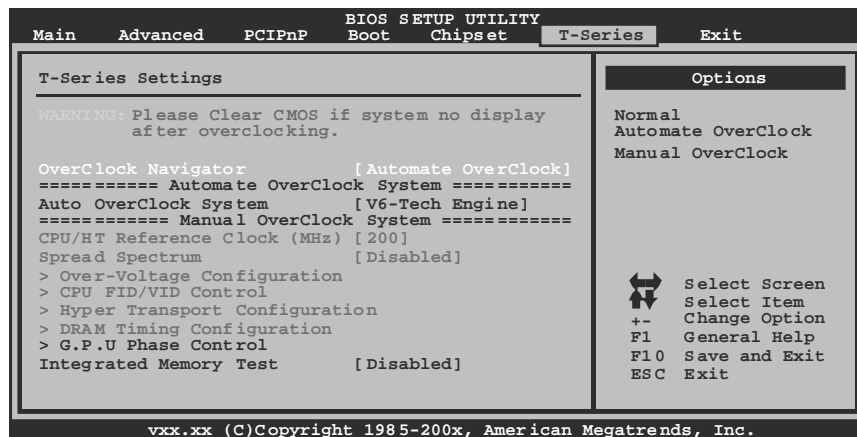 BIOS SETUP UTILITY
Main Advanced PCIPnP Boot Chipset T-Series Exit
T-Series Settings
WARNING: Please Clear CMOS if system no display
after overclocking.
OverClock Navigator [Automate OverClock]
=========== Automate OverClock System ===========
Auto OverClock System [V6-Tech Engine]
============ Manual OverClock System ============
CPU/HT Reference Clock (MHz) [200]
Spread Spectrum [Disabled]
> Over-Voltage Configuration
> CPU FID/VID Control
> Hyper Transport Configuration
> DRAM Timing Configuration
> G.P.U Phase Control
Integrated Memory Test [Disabled]
Options
Normal
Automate OverClock
Manual OverClock
Select Screen
Select Item
+- Change Option
F1 General Help
F10 Save and Exit
ESC Exit
vxx.xx (C)Copyright 1985-200x, American Megatrends, Inc.